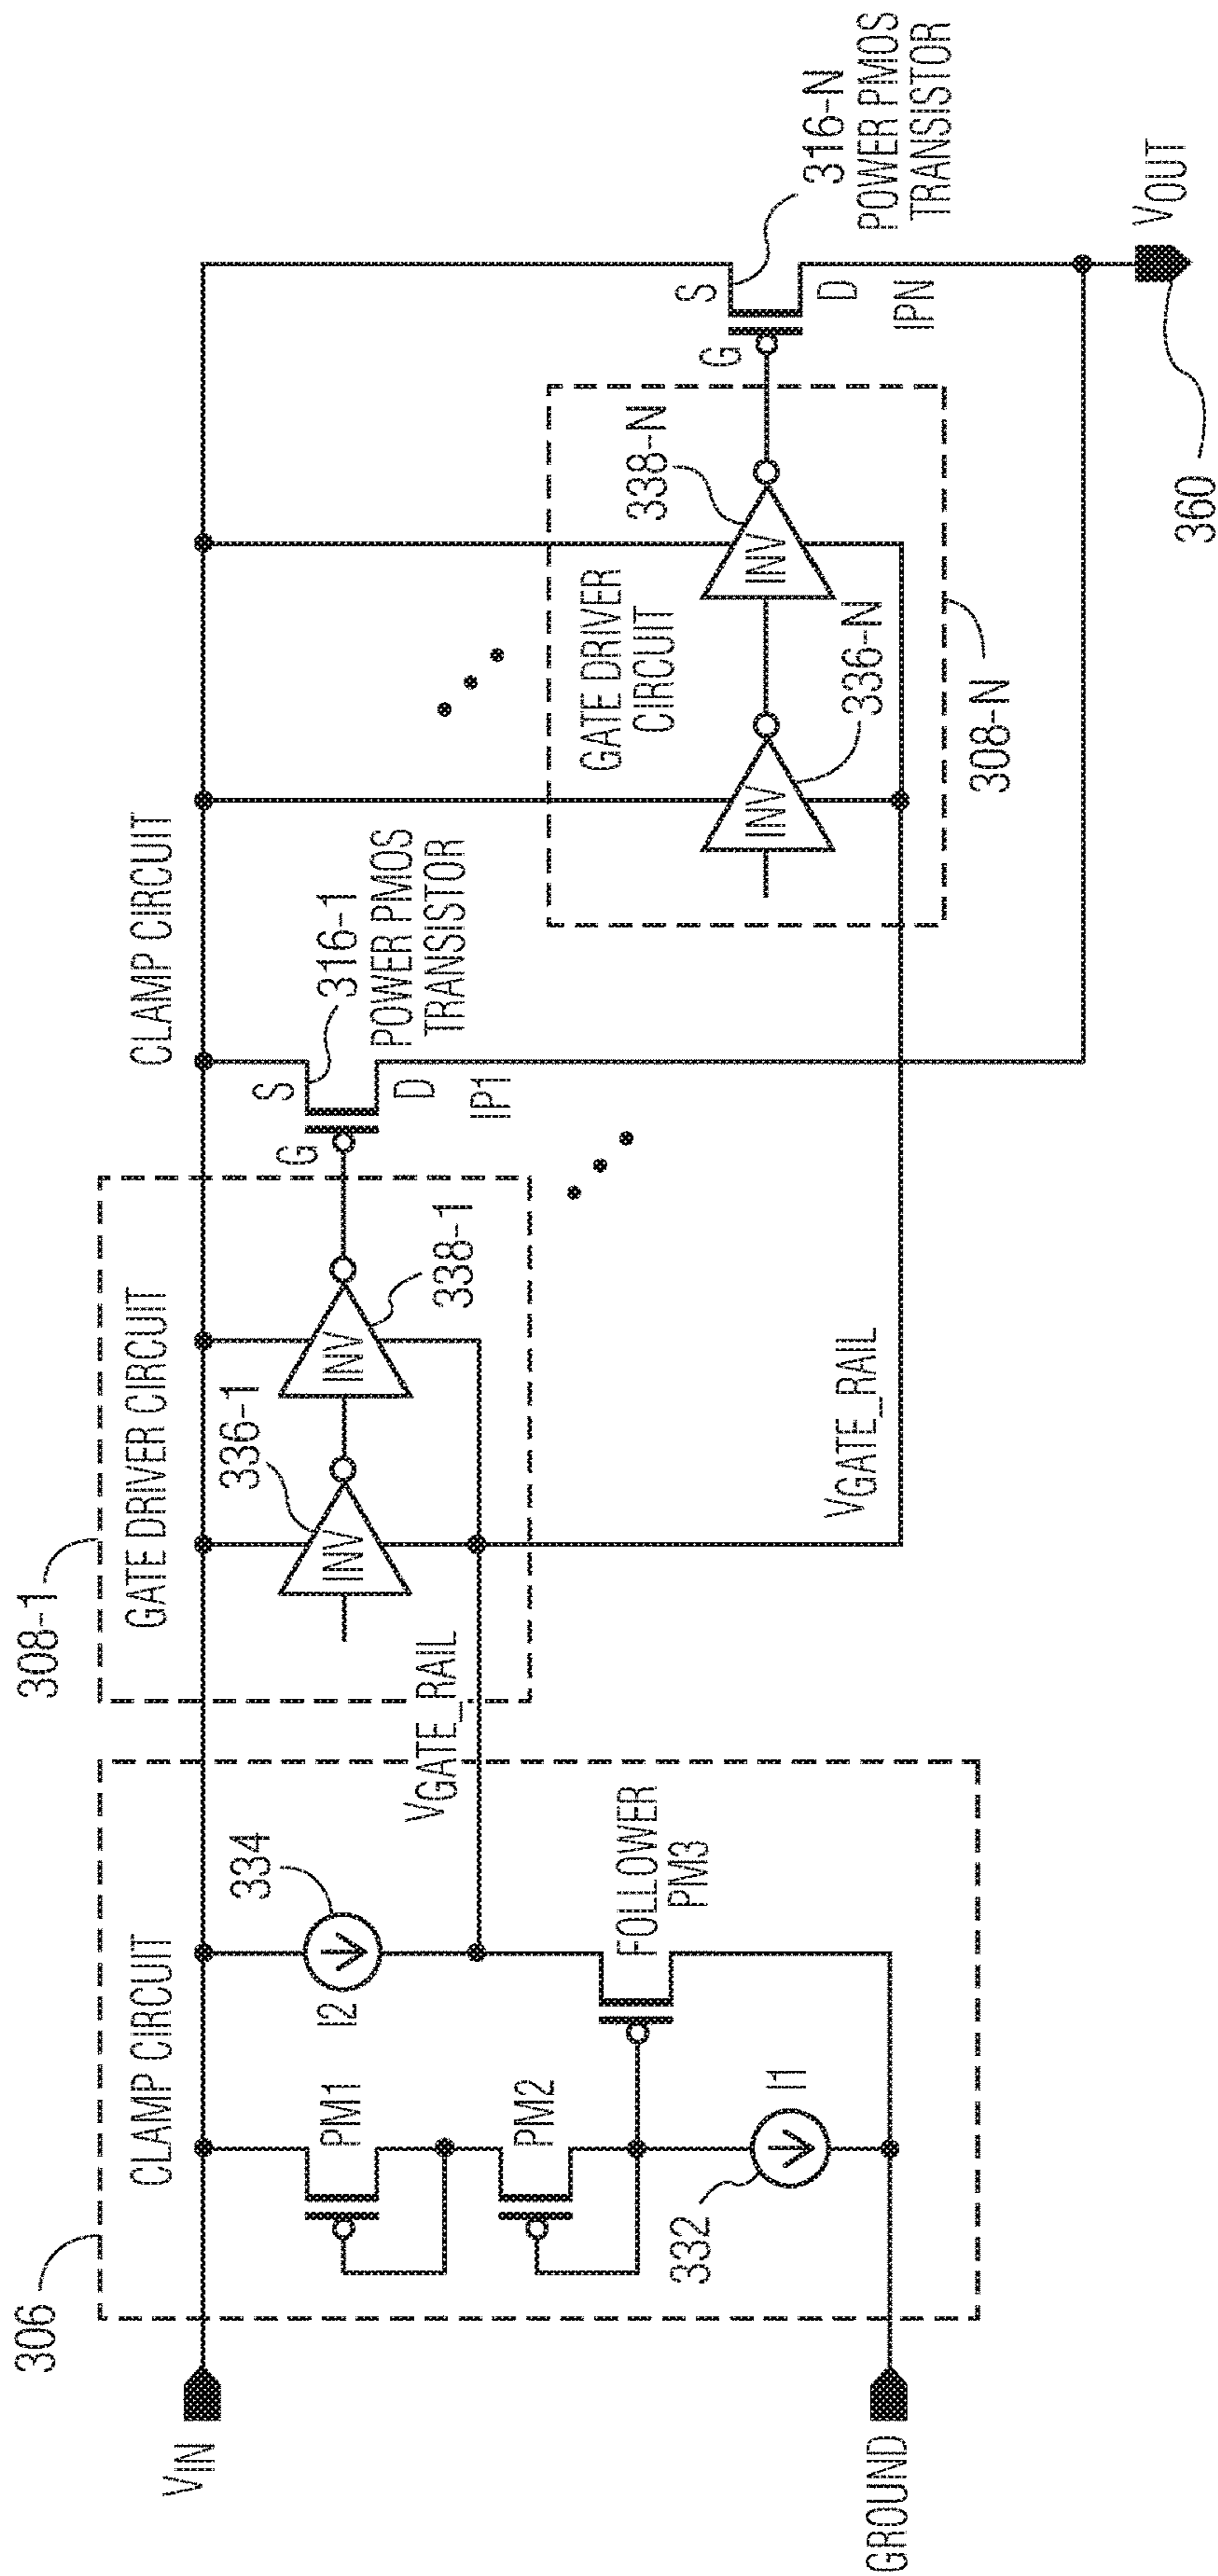 306
CLAMP CIRCUIT
VIN
GROUND
PM1
PM2
332
I1
I2
334
FOLLOWER
PM3
VGATE_RAIL
308-1
GATE DRIVER CIRCUIT
336-1
INV
338-1
INV
G
S
D
316-1
POWER PMOS
TRANSISTOR
IP1
CLAMP CIRCUIT
VGATE_RAIL
GATE DRIVER
CIRCUIT
INV
336-N
INV
338-N
308-N
G
S
D
316-N
POWER PMOS
TRANSISTOR
IPN
VOUT
360